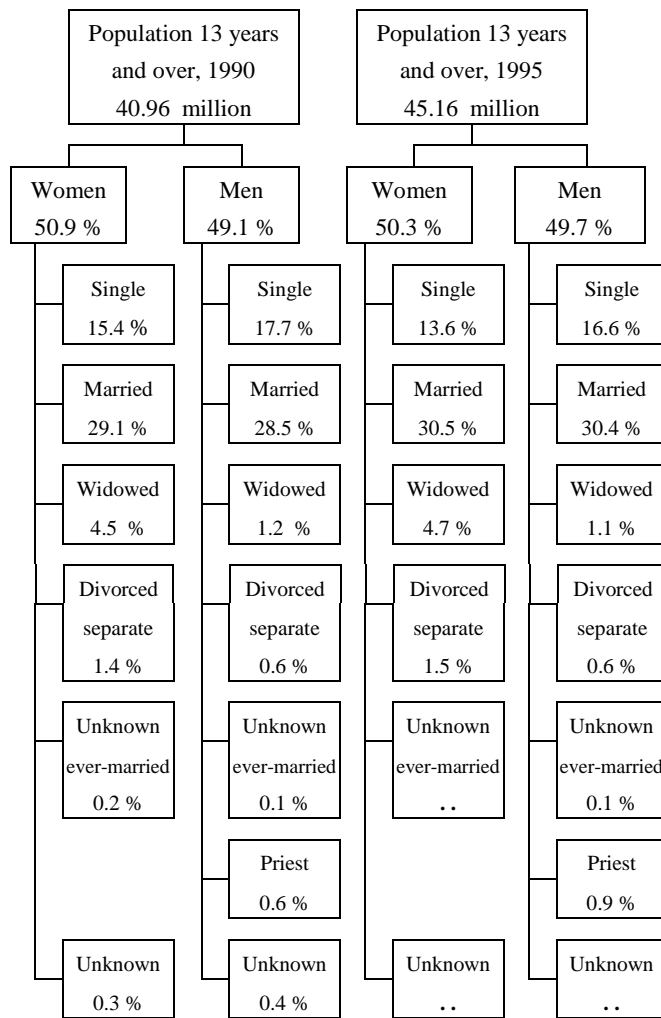 Population 13 years
and over, 1990
40.96 million
Population 13 years
and over, 1995
45.16 million
Women
50.9 %
Men
49.1 %
Women
50.3 %
Men
49.7 %
Single
15.4 %
Single
17.7 %
Single
13.6 %
Single
16.6 %
Married
29.1 %
Married
28.5 %
Married
30.5 %
Married
30.4 %
Widowed
4.5 %
Widowed
1.2 %
Widowed
4.7 %
Widowed
1.1 %
Divorced
separate
1.4 %
Divorced
separate
0.6 %
Divorced
separate
1.5 %
Divorced
separate
0.6 %
Unknown
ever-married
0.2 %
Unknown
ever-married
0.1 %
Unknown
ever-married
..
Unknown
ever-married
0.1 %
Priest
0.6 %
Priest
0.9 %
Unknown
0.3 %
Unknown
0.4 %
Unknown
..
Unknown
..